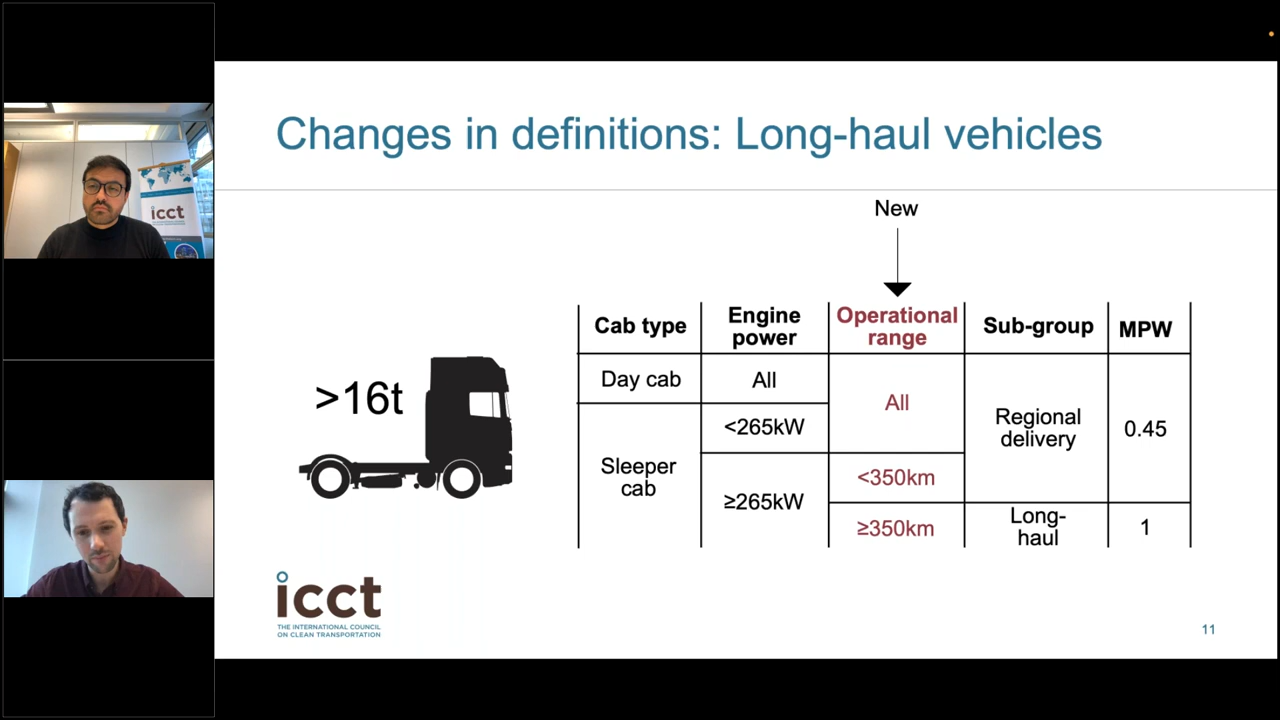 icct
Changes in definitions: Long-haul vehicles
New
>16t
Cab type
Engine
power
Operational
range
Sub-group
MPW
Day cab
All
All
Sleeper
cab
<265kW
≥265kW
<350km
≥350km
Regional
delivery
0.45
Long-
haul
1
icct
THE INTERNATIONAL COUNCIL
ON CLEAN TRANSPORTATION
11